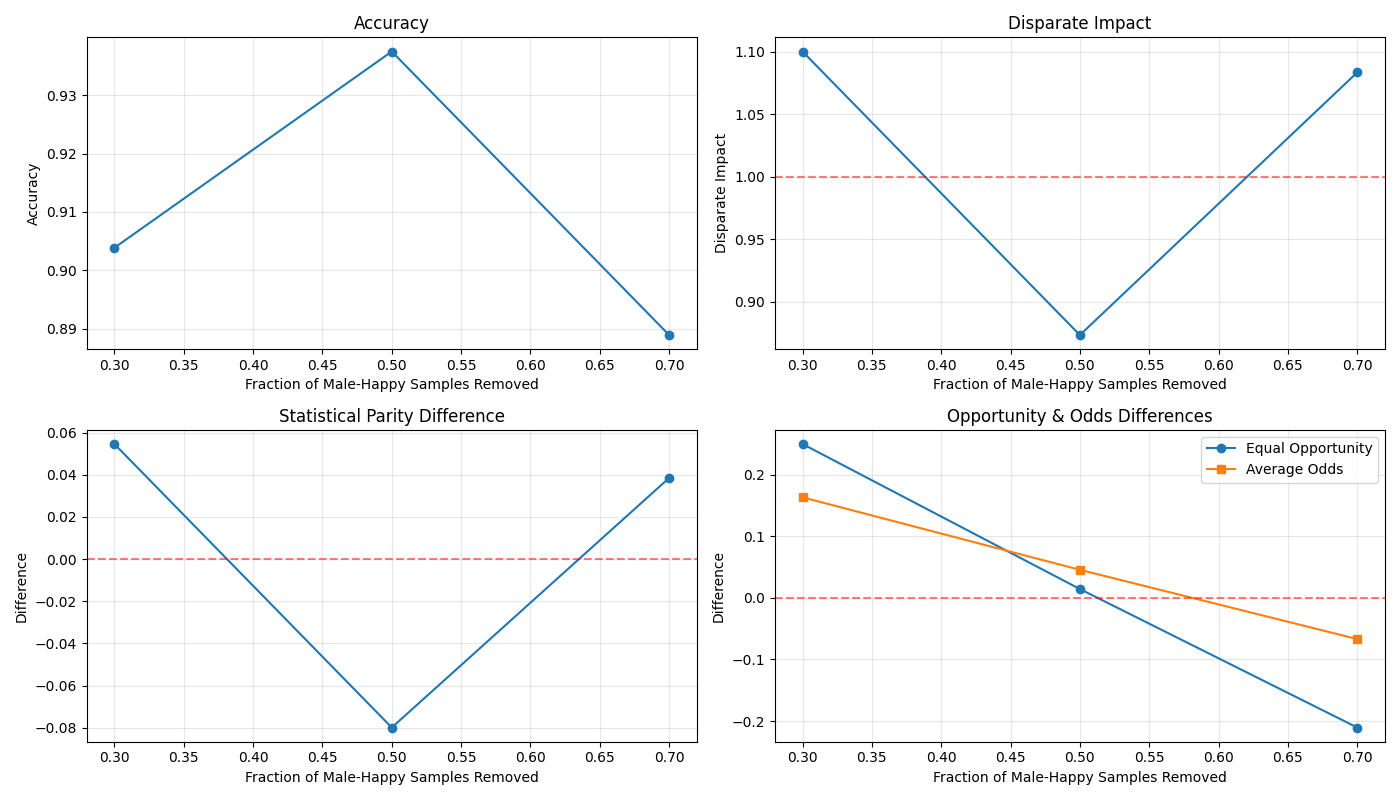 Accuracy
Accuracy
0.93
0.92
0.91
0.90
0.89
0.30 0.35 0.40 0.45 0.50 0.55 0.60 0.65 0.70
Fraction of Male-Happy Samples Removed
Disparate Impact
Disparate Impact
1.10
1.05
1.00
0.95
0.90
0.30 0.35 0.40 0.45 0.50 0.55 0.60 0.65 0.70
Fraction of Male-Happy Samples Removed
Statistical Parity Difference
Difference
0.06
0.04
0.02
0.00
−0.02
−0.04
−0.06
−0.08
0.30 0.35 0.40 0.45 0.50 0.55 0.60 0.65 0.70
Fraction of Male-Happy Samples Removed
Opportunity & Odds Differences
Difference
Equal Opportunity
Average Odds
0.2
0.1
0.0
−0.1
−0.2
0.30 0.35 0.40 0.45 0.50 0.55 0.60 0.65 0.70
Fraction of Male-Happy Samples Removed